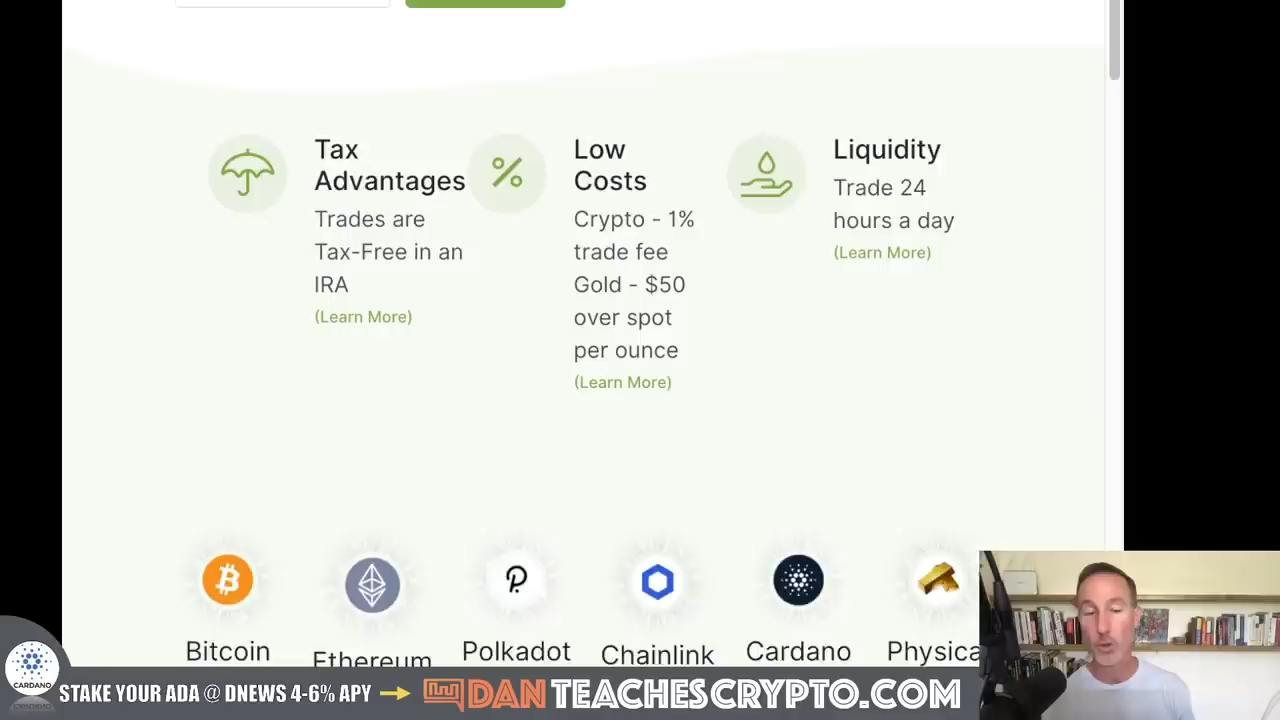 Tax
Advantages
Trades are
Tax-Free in an
IRA
(Learn More)
Low
Costs
Crypto - 1%
trade fee
Gold - $50
over spot
per ounce
(Learn More)
Liquidity
Trade 24
hours a day
(Learn More)
Bitcoin
Ethereum
Polkadot
Chainlink
Cardano
Physica
CARDANO
STAKE YOUR ADA @ DNEWS 4-6% APY
DANTEACHESCRYPTO.COM